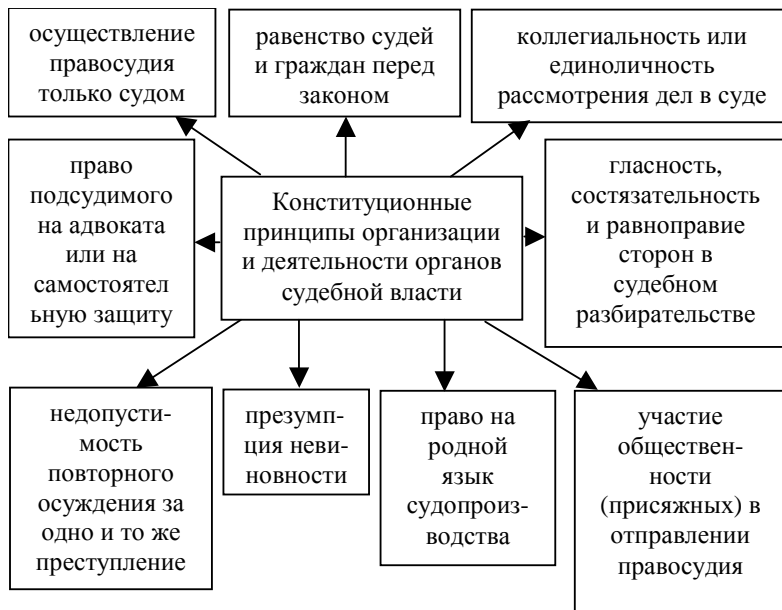 осуществление
правосудия
только судом
равенство судей
и граждан перед
законом
коллегиальность или
единоличность
рассмотрения дел в суде
право
подсудимого
на адвоката
или на
самостоятел
ьную защиту
Конституционные
принципы организации
и деятельности органов
судебной власти
гласность,
состязательность
и равноправие
сторон в
судебном
разбирательстве
недопусти-
мость
повторного
осуждения за
одно и то же
преступление
презумп-
ция неви-
новности
право на
родной
язык
судопроиз-
водства
участие
общественн-
ности
(присяжных) в
отправлении
правосудия